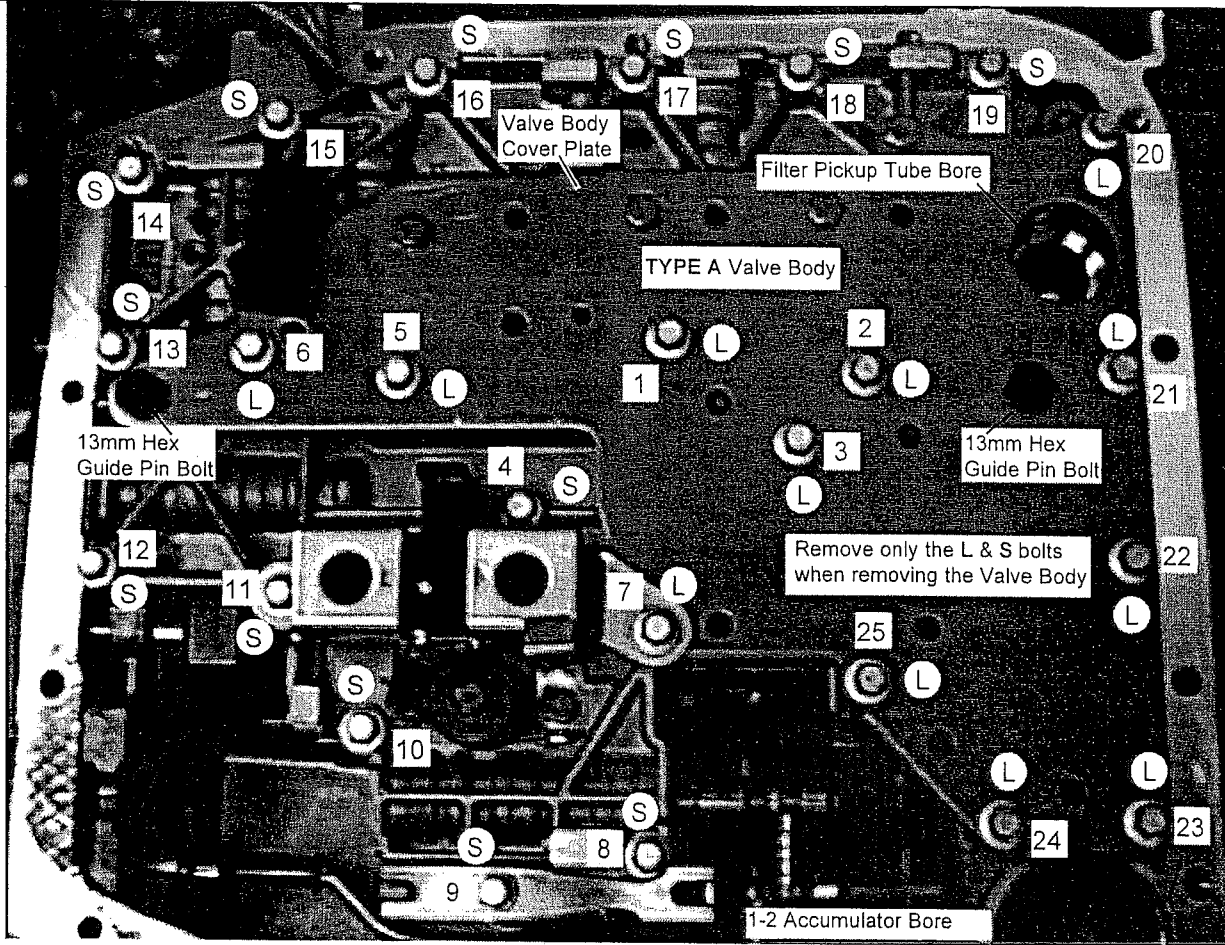 S
S
S
S
16
17
18
19
S
15
Valve Body
Cover Plate
20
L
S
14
Filter Pickup Tube Bore
TYPE A Valve Body
S
13
6
L
5
L
1
L
2
L
L
21
13mm Hex
Guide Pin Bolt
3
L
13mm Hex
Guide Pin Bolt
4
S
12
S
11
S
Remove only the L & S bolts
when removing the Valve Body
22
L
7
L
25
L
S
10
L
24
L
23
S
8
S
9
1-2 Accumulator Bore